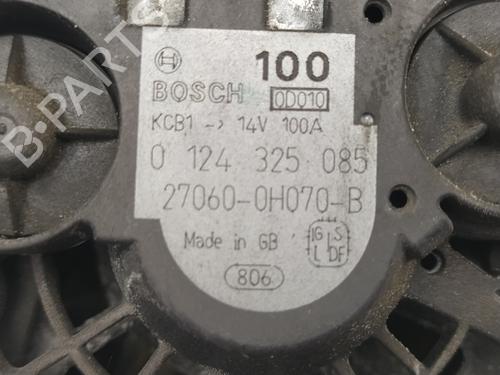 100
BOSCH 0D010
KCB1 -> 14V 100A
0 124 325 085
27060-0H070-B
Made in GB
IG S
L DF
806
B-PARTS